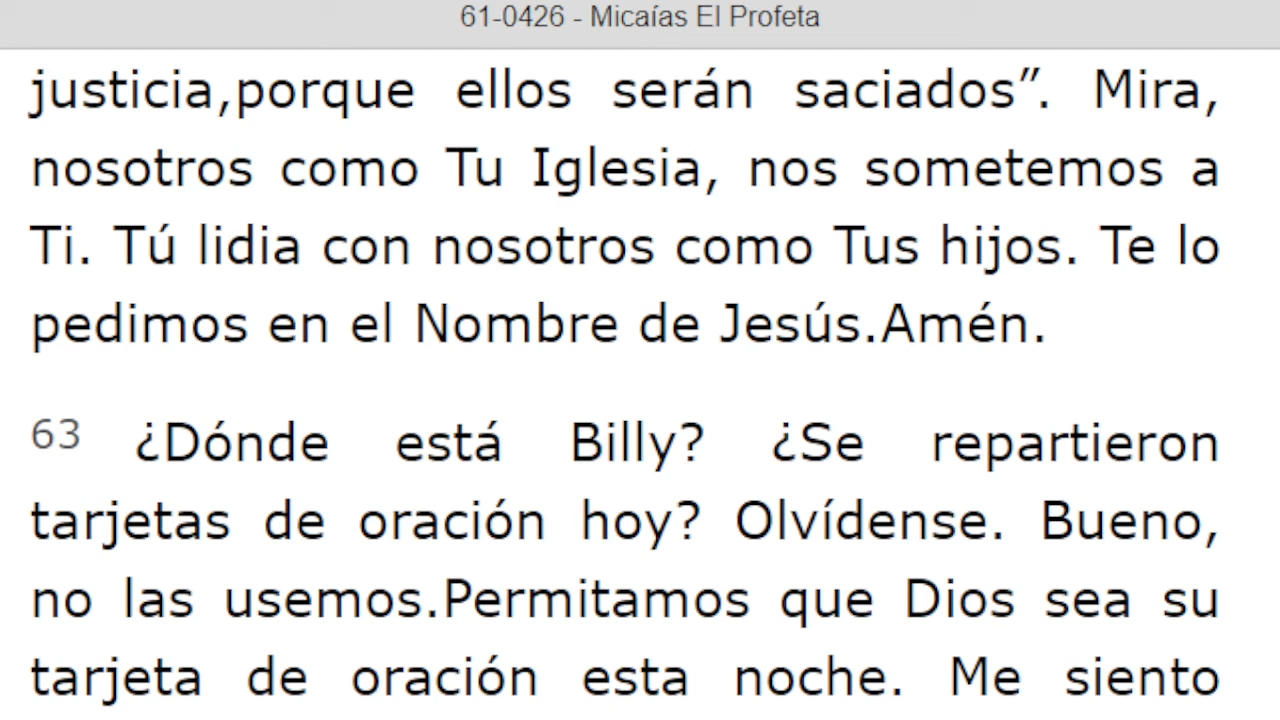 61-0426 - Micaías El Profeta
justicia,porque ellos serán saciados”. Mira,
nosotros como Tu Iglesia, nos sometemos a
Ti. Tú lidia con nosotros como Tus hijos. Te lo
pedimos en el Nombre de Jesús.Amén.
63 ¿Dónde está Billy? ¿Se repartieron
tarjetas de oración hoy? Olvídense. Bueno,
no las usemos.Permitamos que Dios sea su
tarjeta de oración esta noche. Me siento